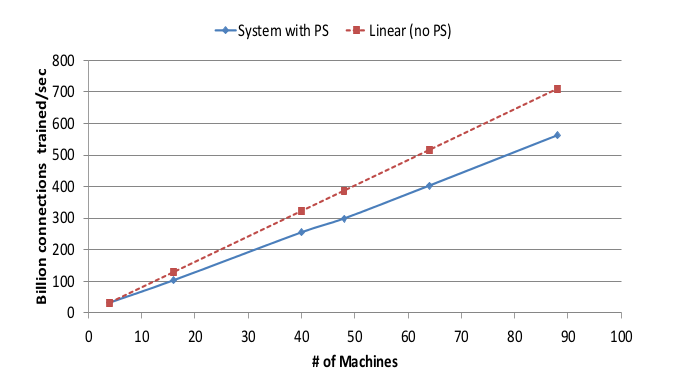 System with PS
Linear (no PS)
Billion connections trained/sec
800
700
600
500
400
300
200
100
0
0 10 20 30 40 50 60 70 80 90 100
# of Machines